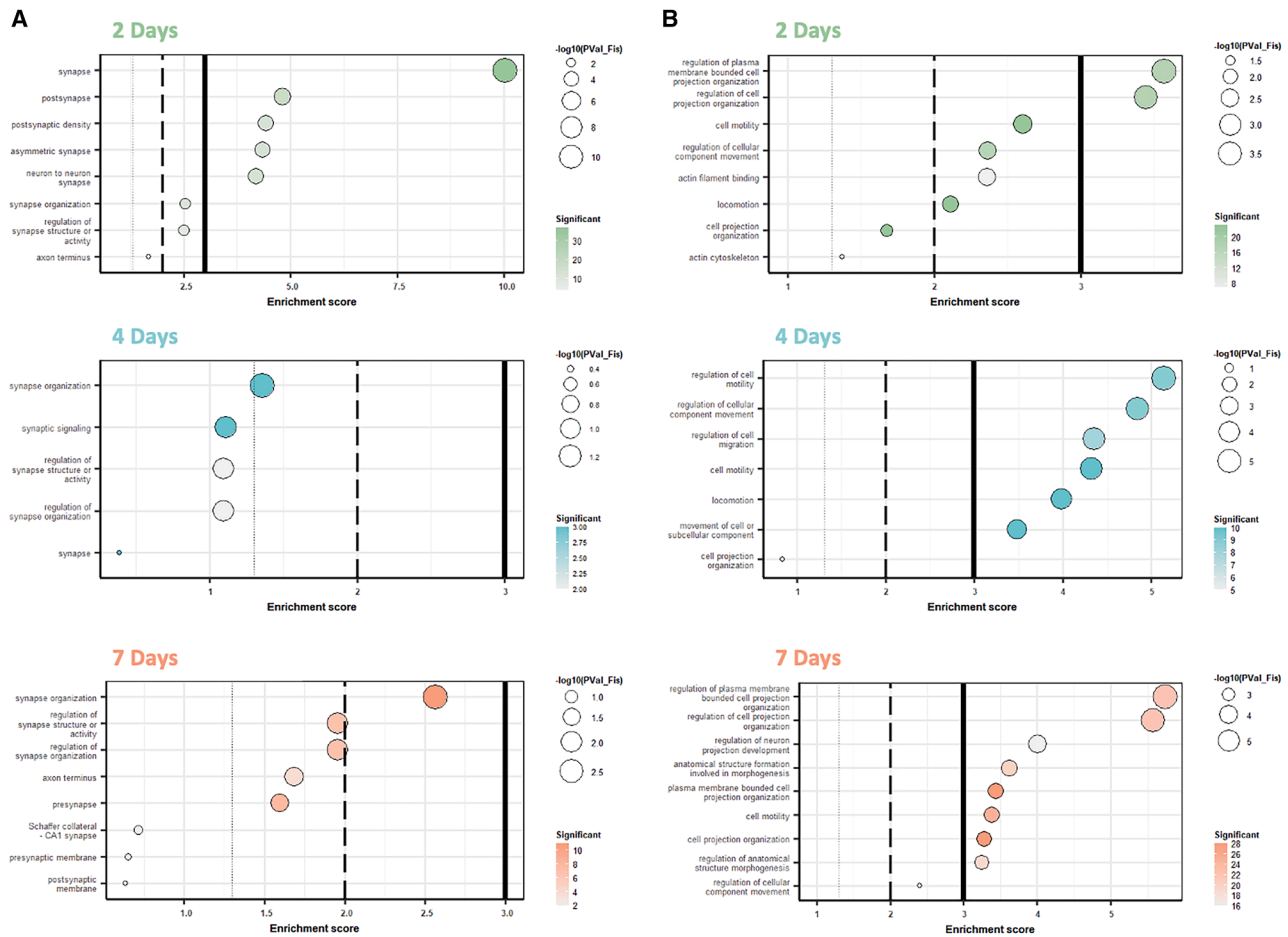 A
2 Days
synapse
postsynapse
postsynaptic density
asymmetric synapse
neuron to neuron
synapse
synapse organization
regulation of
synapse structure or
activity
axon terminus
2.5
5.0
7.5
10.0
Enrichment score
-log10(PVal_Fis)
2
4
6
8
10
Significant
30
20
10
4 Days
synapse organization
synaptic signaling
regulation of
synapse structure or
activity
regulation of
synapse organization
synapse
1
2
3
Enrichment score
-log10(PVal_Fis)
0.4
0.6
0.8
1.0
1.2
Significant
3.00
2.75
2.50
2.25
2.00
7 Days
synapse organization
regulation of
synapse structure or
activity
regulation of
synapse organization
axon terminus
presynapse
Schaffer collateral
- CA1 synapse
presynaptic membrane
postsynaptic
membrane
1.0
1.5
2.0
2.5
3.0
Enrichment score
-log10(PVal_Fis)
1.0
1.5
2.0
2.5
Significant
10
8
6
4
2
B
2 Days
regulation of plasma
membrane bounded cell
projection organization
regulation of cell
projection organization
cell motility
regulation of cellular
component movement
actin filament binding
locomotion
cell projection
organization
actin cytoskeleton
1
2
3
Enrichment score
-log10(PVal_Fis)
1.5
2.0
2.5
3.0
3.5
Significant
20
16
12
8
4 Days
regulation of cell
motility
regulation of cellular
component movement
regulation of cell
migration
cell motility
locomotion
movement of cell or
subcellular component
cell projection
organization
1
2
3
4
5
Enrichment score
-log10(PVal_Fis)
1
2
3
4
5
Significant
10
9
8
7
6
5
7 Days
regulation of plasma membrane
bounded cell projection
organization
regulation of cell projection
organization
regulation of neuron
projection development
anatomical structure formation
involved in morphogenesis
plasma membrane bounded cell
projection organization
cell motility
cell projection organization
regulation of anatomical
structure morphogenesis
regulation of cellular
component movement
1
2
3
4
5
Enrichment score
-log10(PVal_Fis)
3
4
5
Significant
28
26
24
22
20
18
16